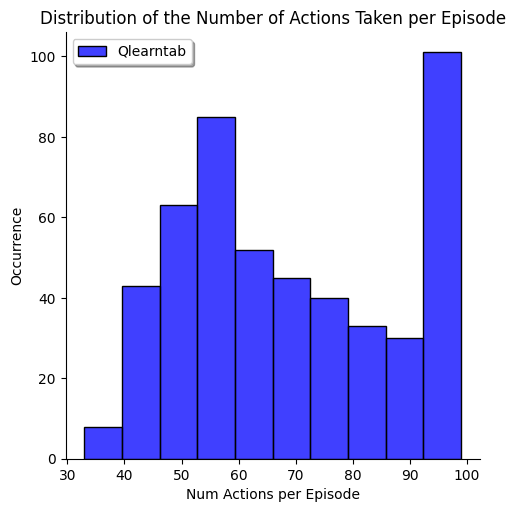 Distribution of the Number of Actions Taken per Episode
Qlearntab
100
80
60
40
20
0
Occurrence
30 40 50 60 70 80 90 100
Num Actions per Episode